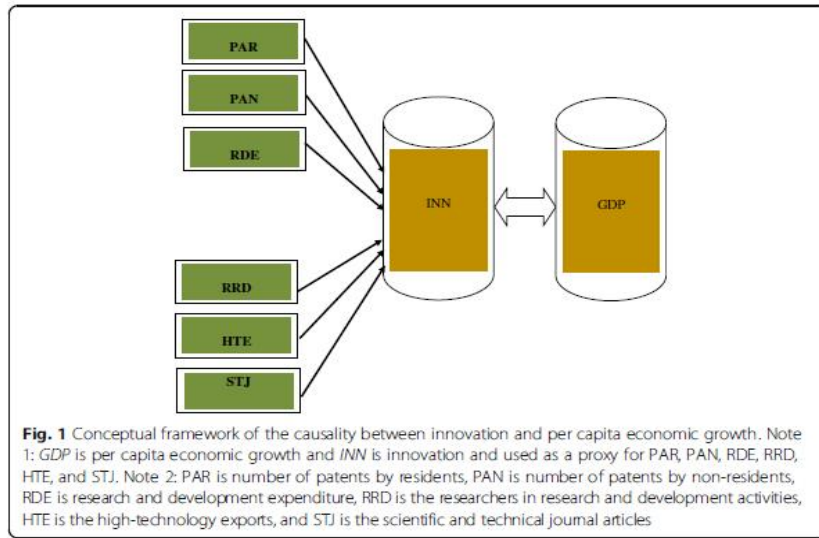 PAR
PAN
RDE
INN
GDP
RRD
HTE
STJ
Fig. 1 Conceptual framework of the causality between innovation and per capita economic growth. Note
1: GDP is per capita economic growth and INN is innovation and used as a proxy for PAR, PAN, RDE, RRD,
HTE, and STJ. Note 2: PAR is number of patents by residents, PAN is number of patents by non-residents,
RDE is research and development expenditure, RRD is the researchers in research and development activities,
HTE is the high-technology exports, and STJ is the scientific and technical journal articles